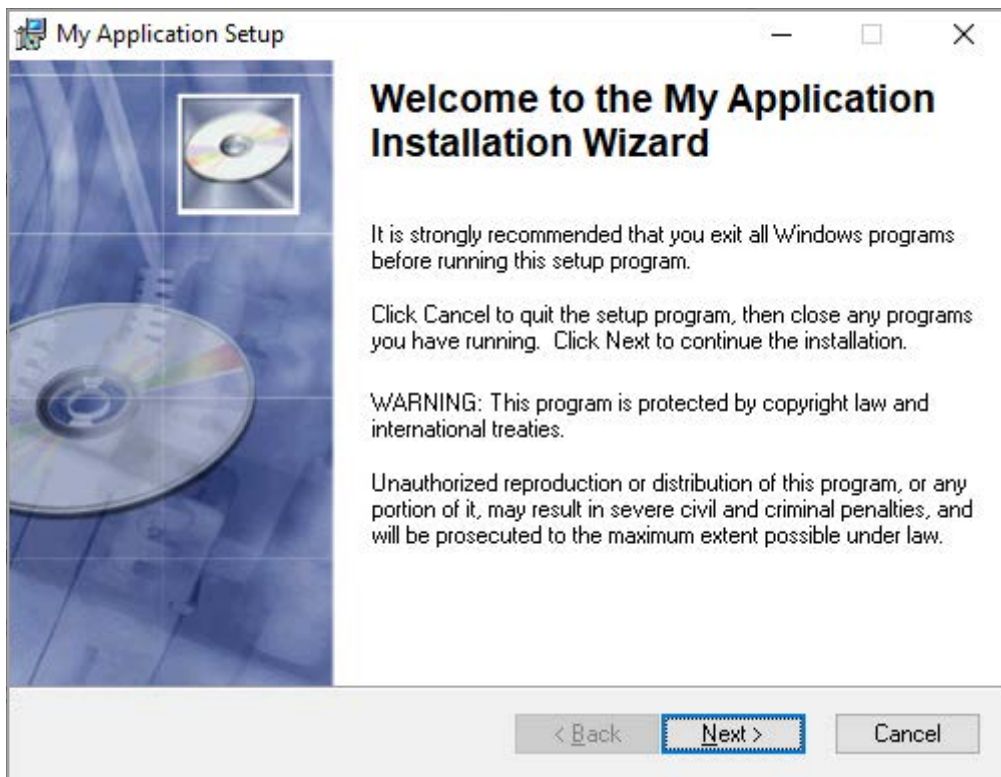 My Application Setup
Welcome to the My Application
Installation Wizard
It is strongly recommended that you exit all Windows programs
before running this setup program.
Click Cancel to quit the setup program, then close any programs
you have running.  Click Next to continue the installation.
WARNING: This program is protected by copyright law and
international treaties.
Unauthorized reproduction or distribution of this program, or any
portion of it, may result in severe civil and criminal penalties, and
will be prosecuted to the maximum extent possible under law.
< Back
Next >
Cancel